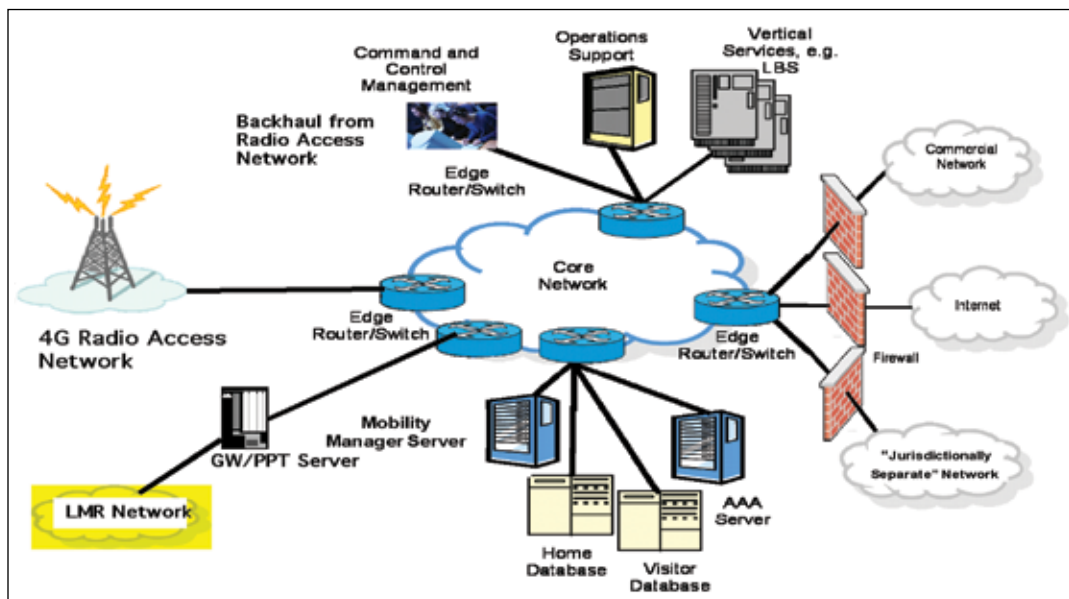 Command and
Control
Management
Operations
Support
Vertical
Services, e.g.
LBS
Backhaul from
Radio Access
Network
Edge
Router/Switch
Commercial
Network
Core
Network
Internet
4G Radio Access
Network
Edge
Router/Switch
Edge
Router/Switch
Firewall
Mobility
Manager Server
GW/PPT Server
LMR Network
"Jurisdictionally
Separate" Network
AAA
Server
Home
Database
Visitor
Database